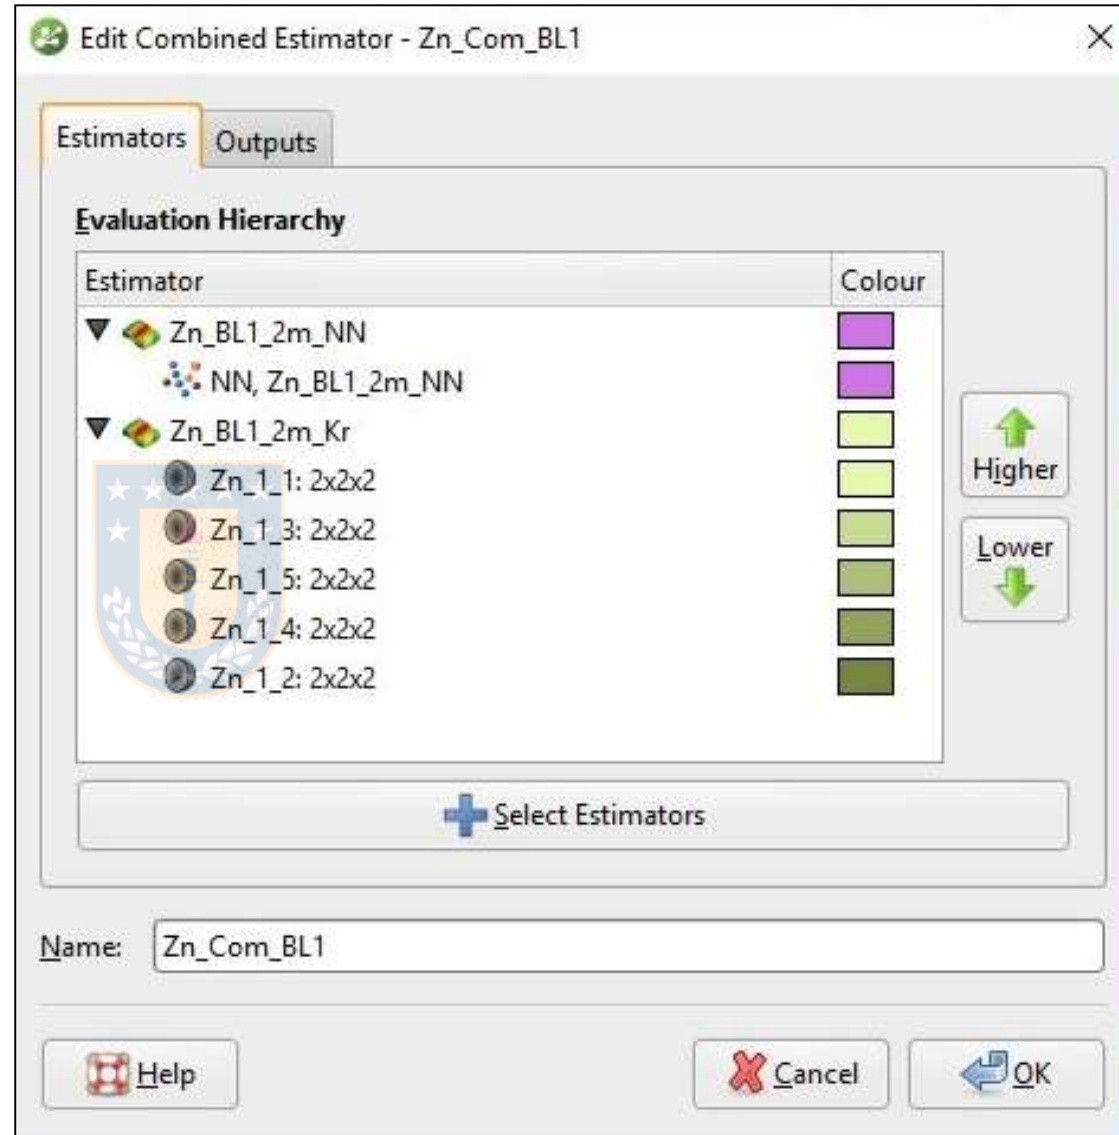 Edit Combined Estimator - Zn_Com_BL1
Estimators Outputs
Evaluation Hierarchy
Estimator Colour
Zn_BL1_2m_NN
NN, Zn_BL1_2m_NN
Zn_BL1_2m_Kr
Zn_1_1: 2x2x2
Zn_1_3: 2x2x2
Zn_1_5: 2x2x2
Zn_1_4: 2x2x2
Zn_1_2: 2x2x2
Higher
Lower
Select Estimators
Name: Zn_Com_BL1
Help Cancel OK